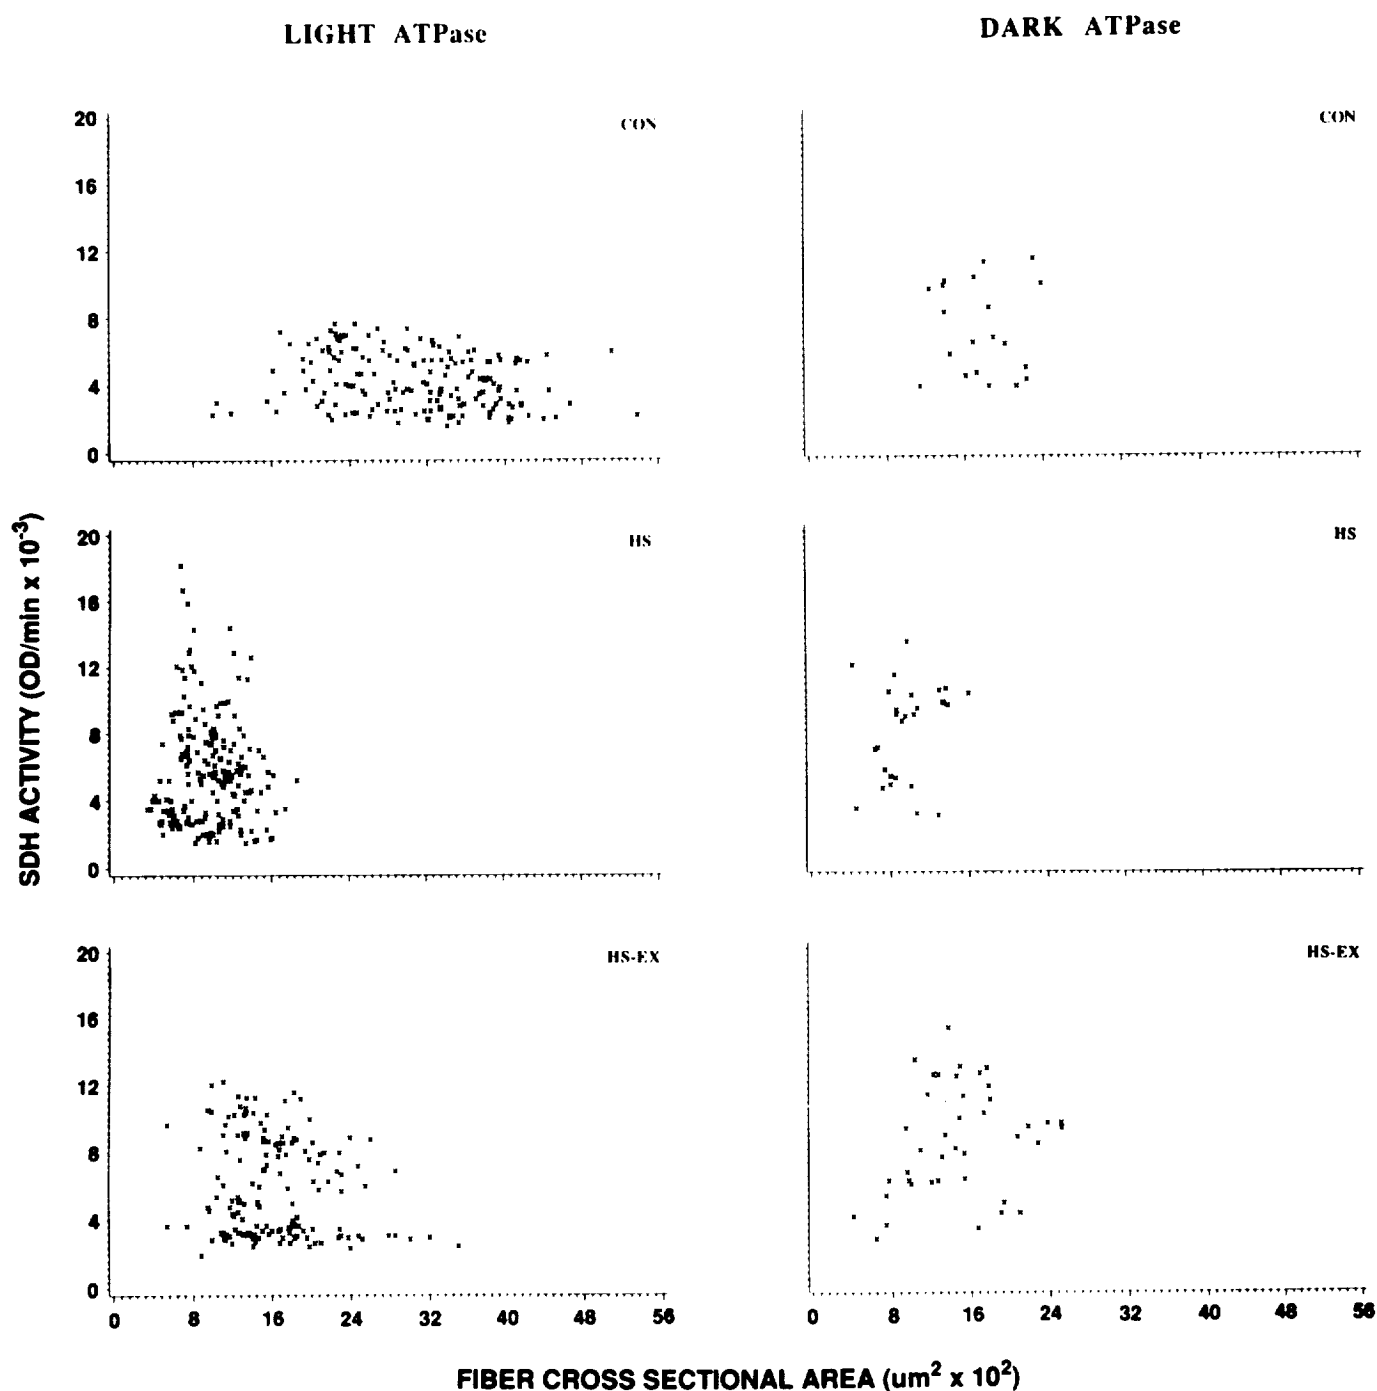 LIGHT ATPase
DARK ATPase
CON
CON
20
16
12
8
4
0
HS
HS
20
16
12
8
4
0
HS-EX
HS-EX
20
16
12
8
4
0
0 8 16 24 32 40 48 56
0 8 16 24 32 40 48 56
SDH ACTIVITY (OD/min x 10⁻³)
FIBER CROSS SECTIONAL AREA (um² x 10²)